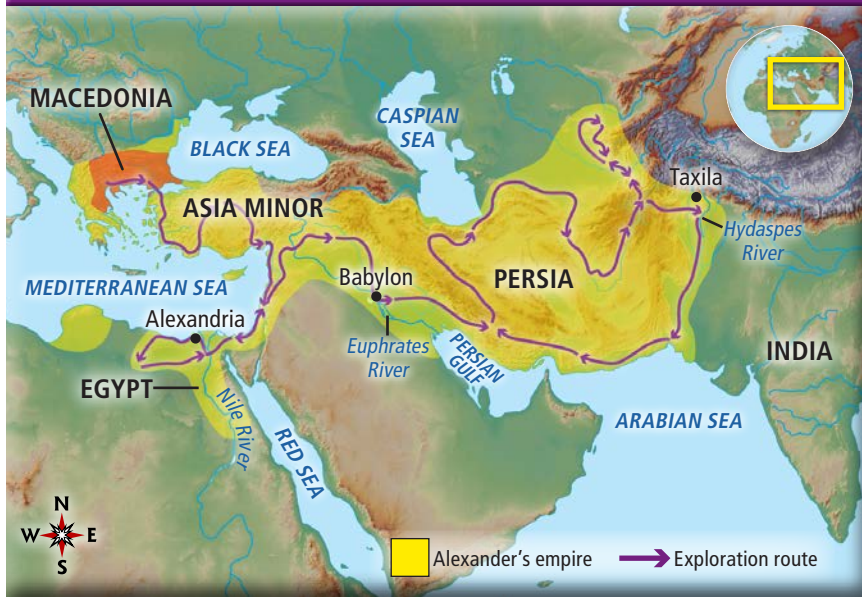 MACEDONIA
BLACK SEA
CASPIAN
SEA
ASIA MINOR
Taxila
Hydaspes
River
MEDITERRANEAN SEA
Babylon
PERSIA
Alexandria
Euphrates
River
PERSIAN
GULF
INDIA
EGYPT
Nile River
RED SEA
ARABIAN SEA
N
W E
S
Alexander's empire
Exploration route